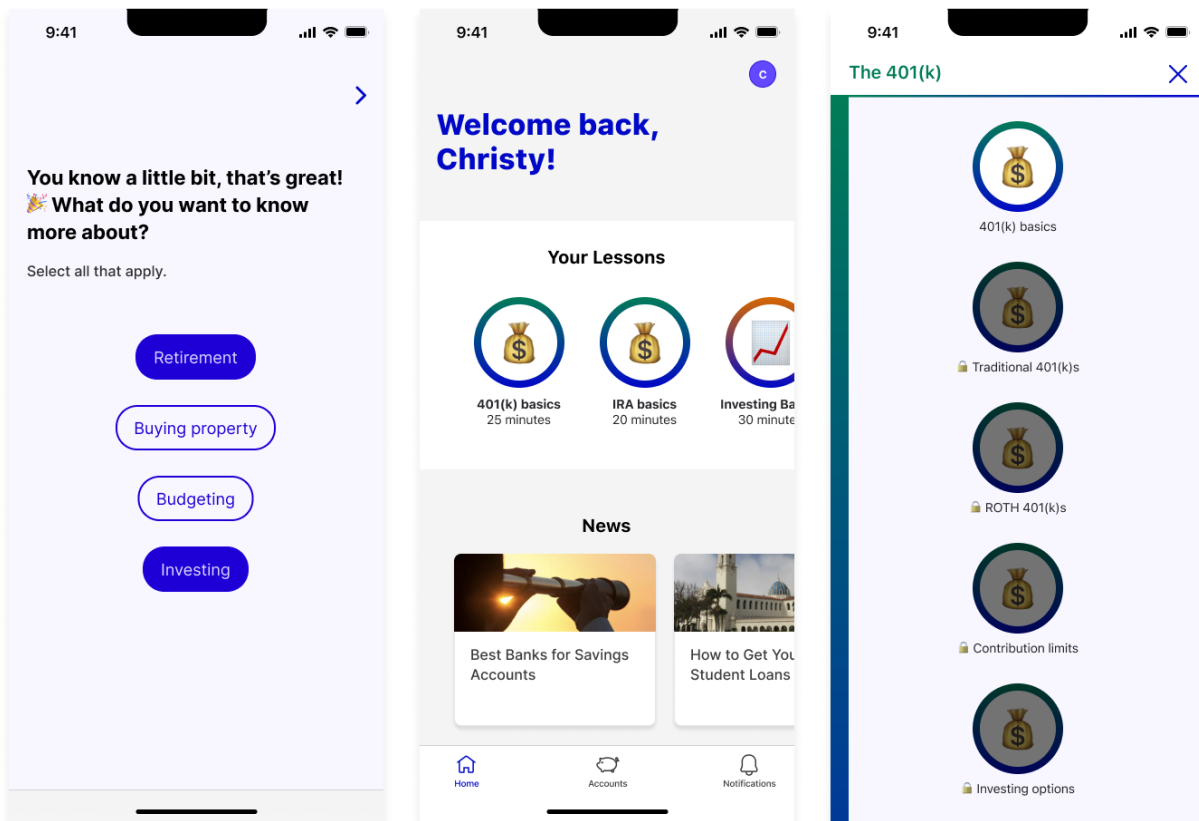 9:41
You know a little bit, that’s great!
🎉 What do you want to know
more about?
Select all that apply.
Retirement
Buying property
Budgeting
Investing
9:41
C
Welcome back,
Christy!
Your Lessons
401(k) basics
25 minutes
IRA basics
20 minutes
Investing Ba
30 minute
News
Best Banks for Savings
Accounts
How to Get You
Student Loans
Home
Accounts
Notifications
9:41
The 401(k)
401(k) basics
Traditional 401(k)s
ROTH 401(k)s
Contribution limits
Investing options